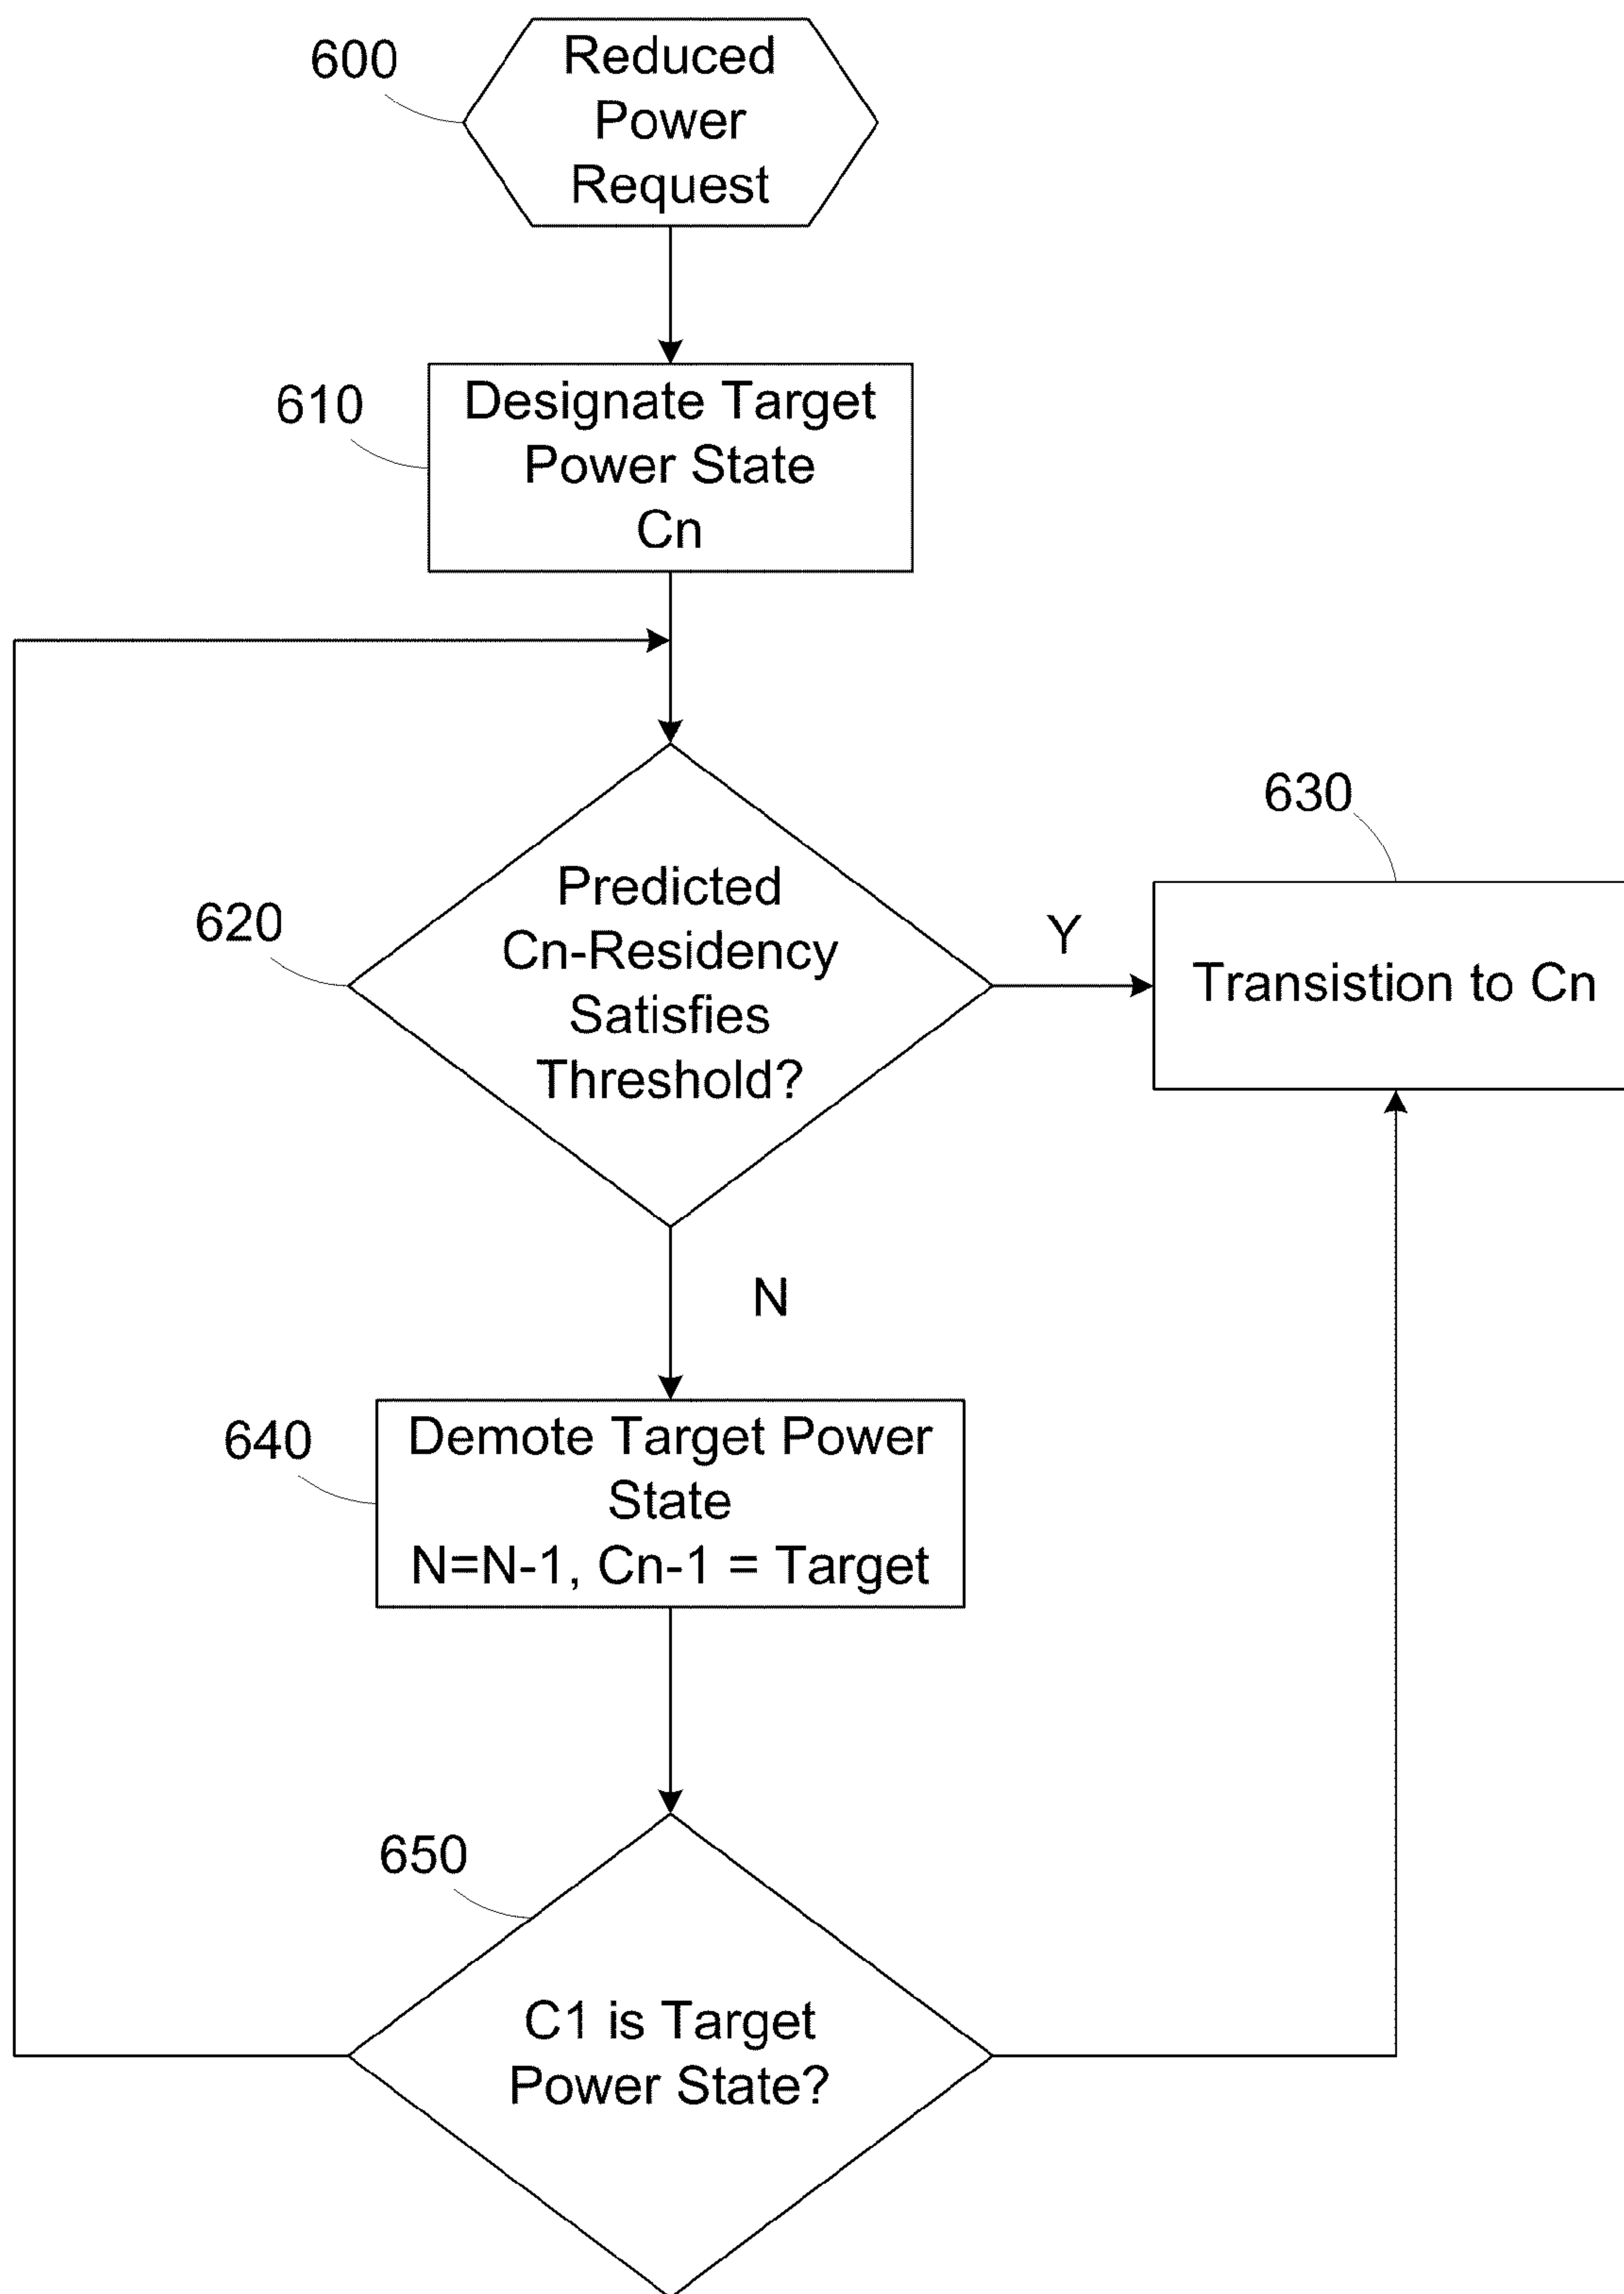 600
Reduced
Power
Request
610
Designate Target
Power State
Cn
620
Predicted
Cn-Residency
Satisfies
Threshold?
Y
630
Transistion to Cn
N
640
Demote Target Power
State
N=N-1, Cn-1 = Target
650
C1 is Target
Power State?